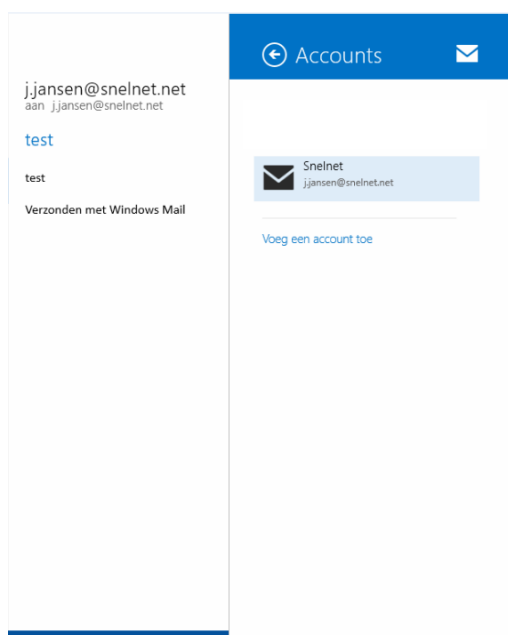 j.jansen@snelnet.net
aan j.jansen@snelnet.net
test
test
Verzonden met Windows Mail
Accounts
Snelnet
j.jansen@snelnet.net
Voeg een account toe